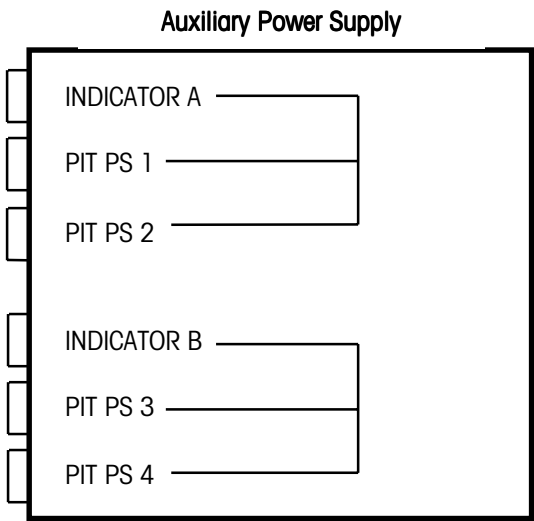 Auxiliary Power Supply
INDICATOR A
PIT PS 1
PIT PS 2
INDICATOR B
PIT PS 3
PIT PS 4